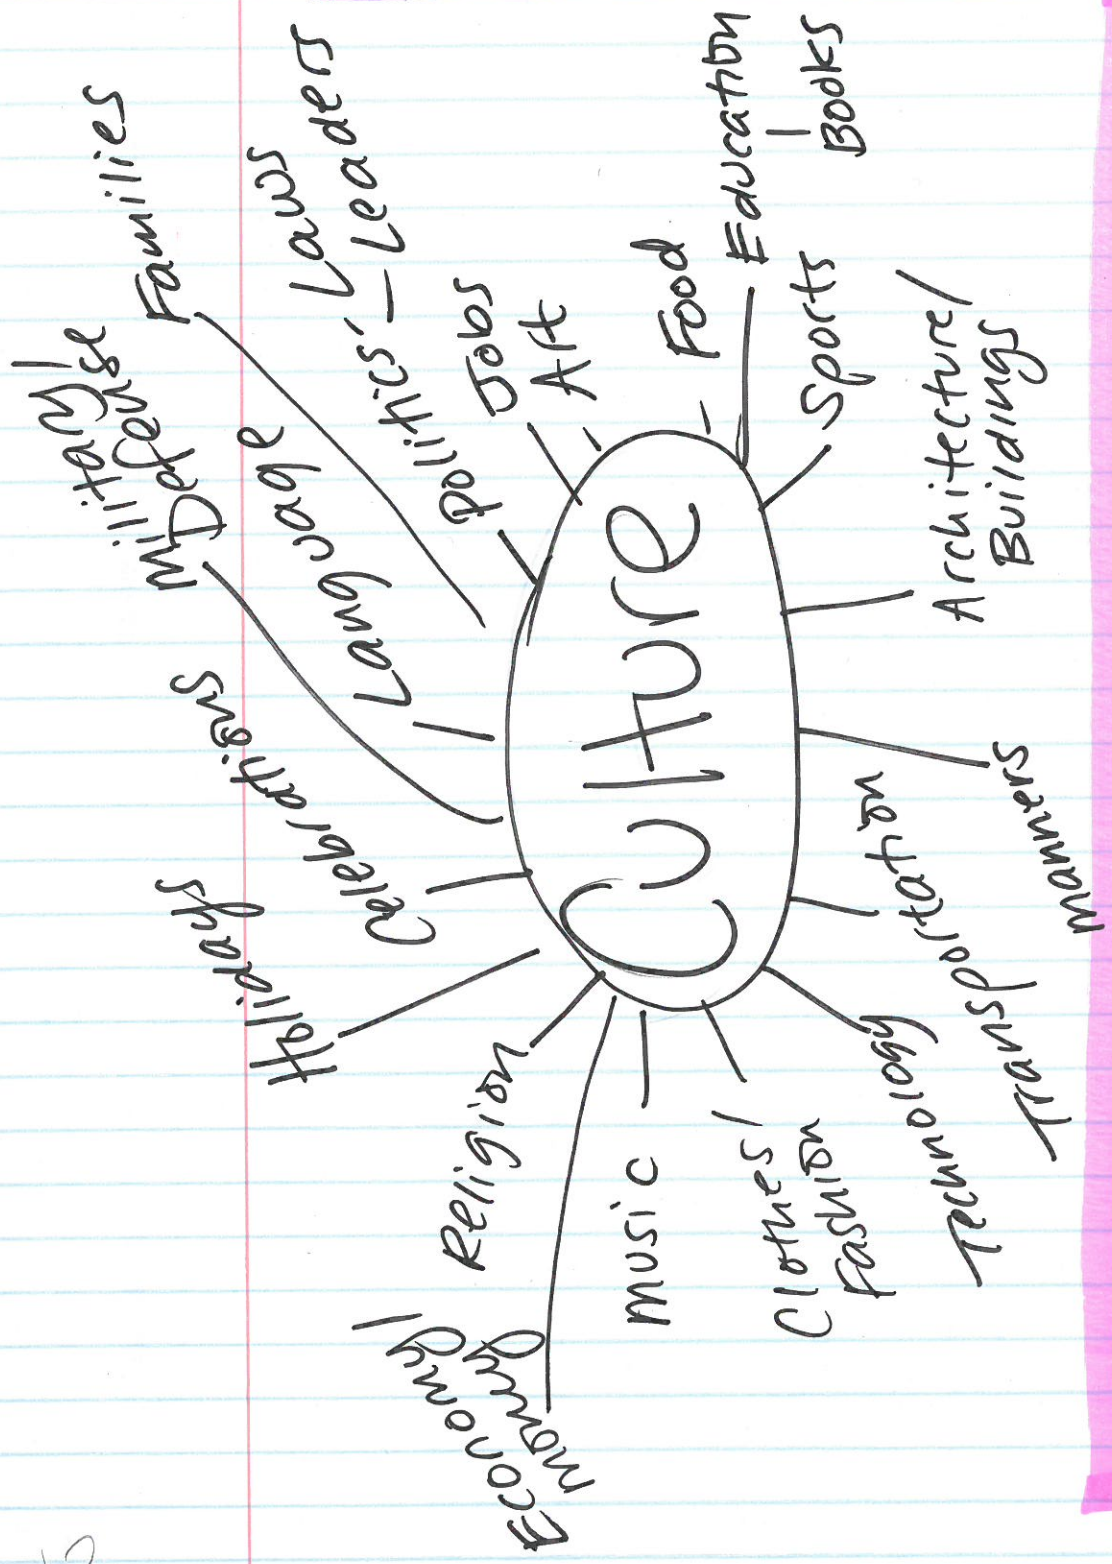 Military/
Defense
Families
Holidays
Celebrations
Language
Laws
Politics - Leaders
Jobs
Art
Economy/
Money
Religion
Culture
Food
Music
Education
Books
Sports
Clothes/
Fashion
Technology
Transportation
Architecture/
Buildings
Manners